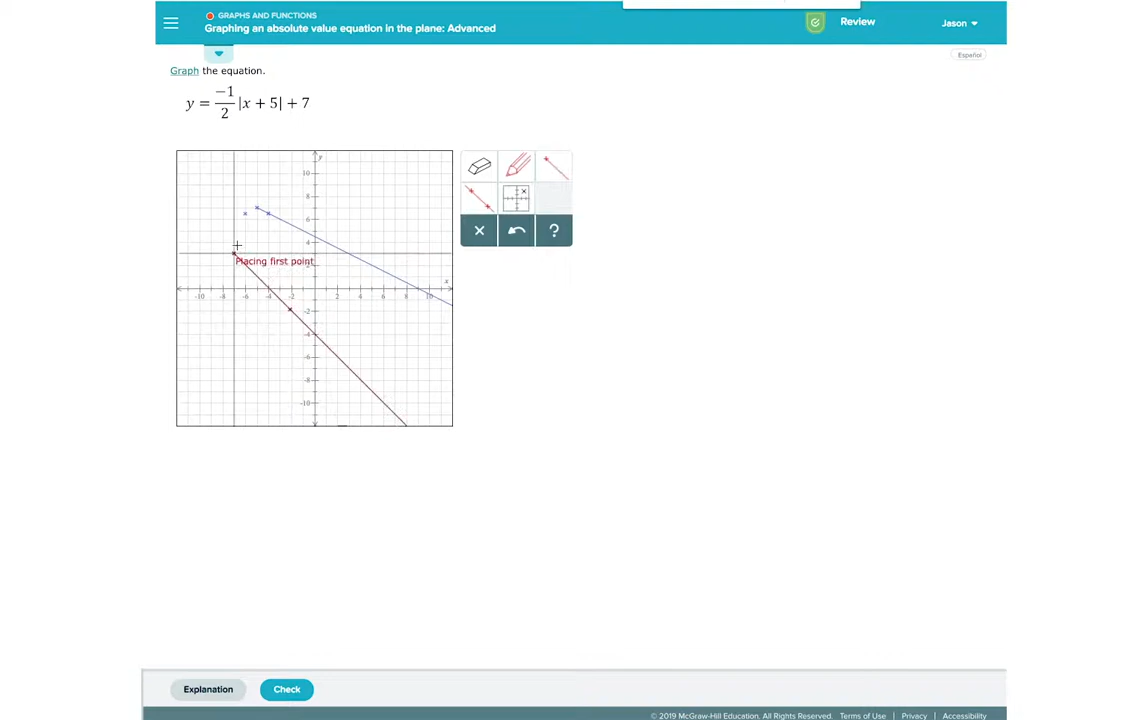 GRAPHS AND FUNCTIONS
Graphing an absolute value equation in the plane: Advanced
Review
Jason
Español
Graph the equation.
y = −1/2 |x + 5| + 7
y
10
8
6
4
2
x
-10 -8 -6 -4 -2 2 4 6 8 10
-2
-4
-6
-8
-10
Placing first point
?
Explanation
Check
© 2019 McGraw-Hill Education. All Rights Reserved. Terms of Use | Privacy | Accessibility